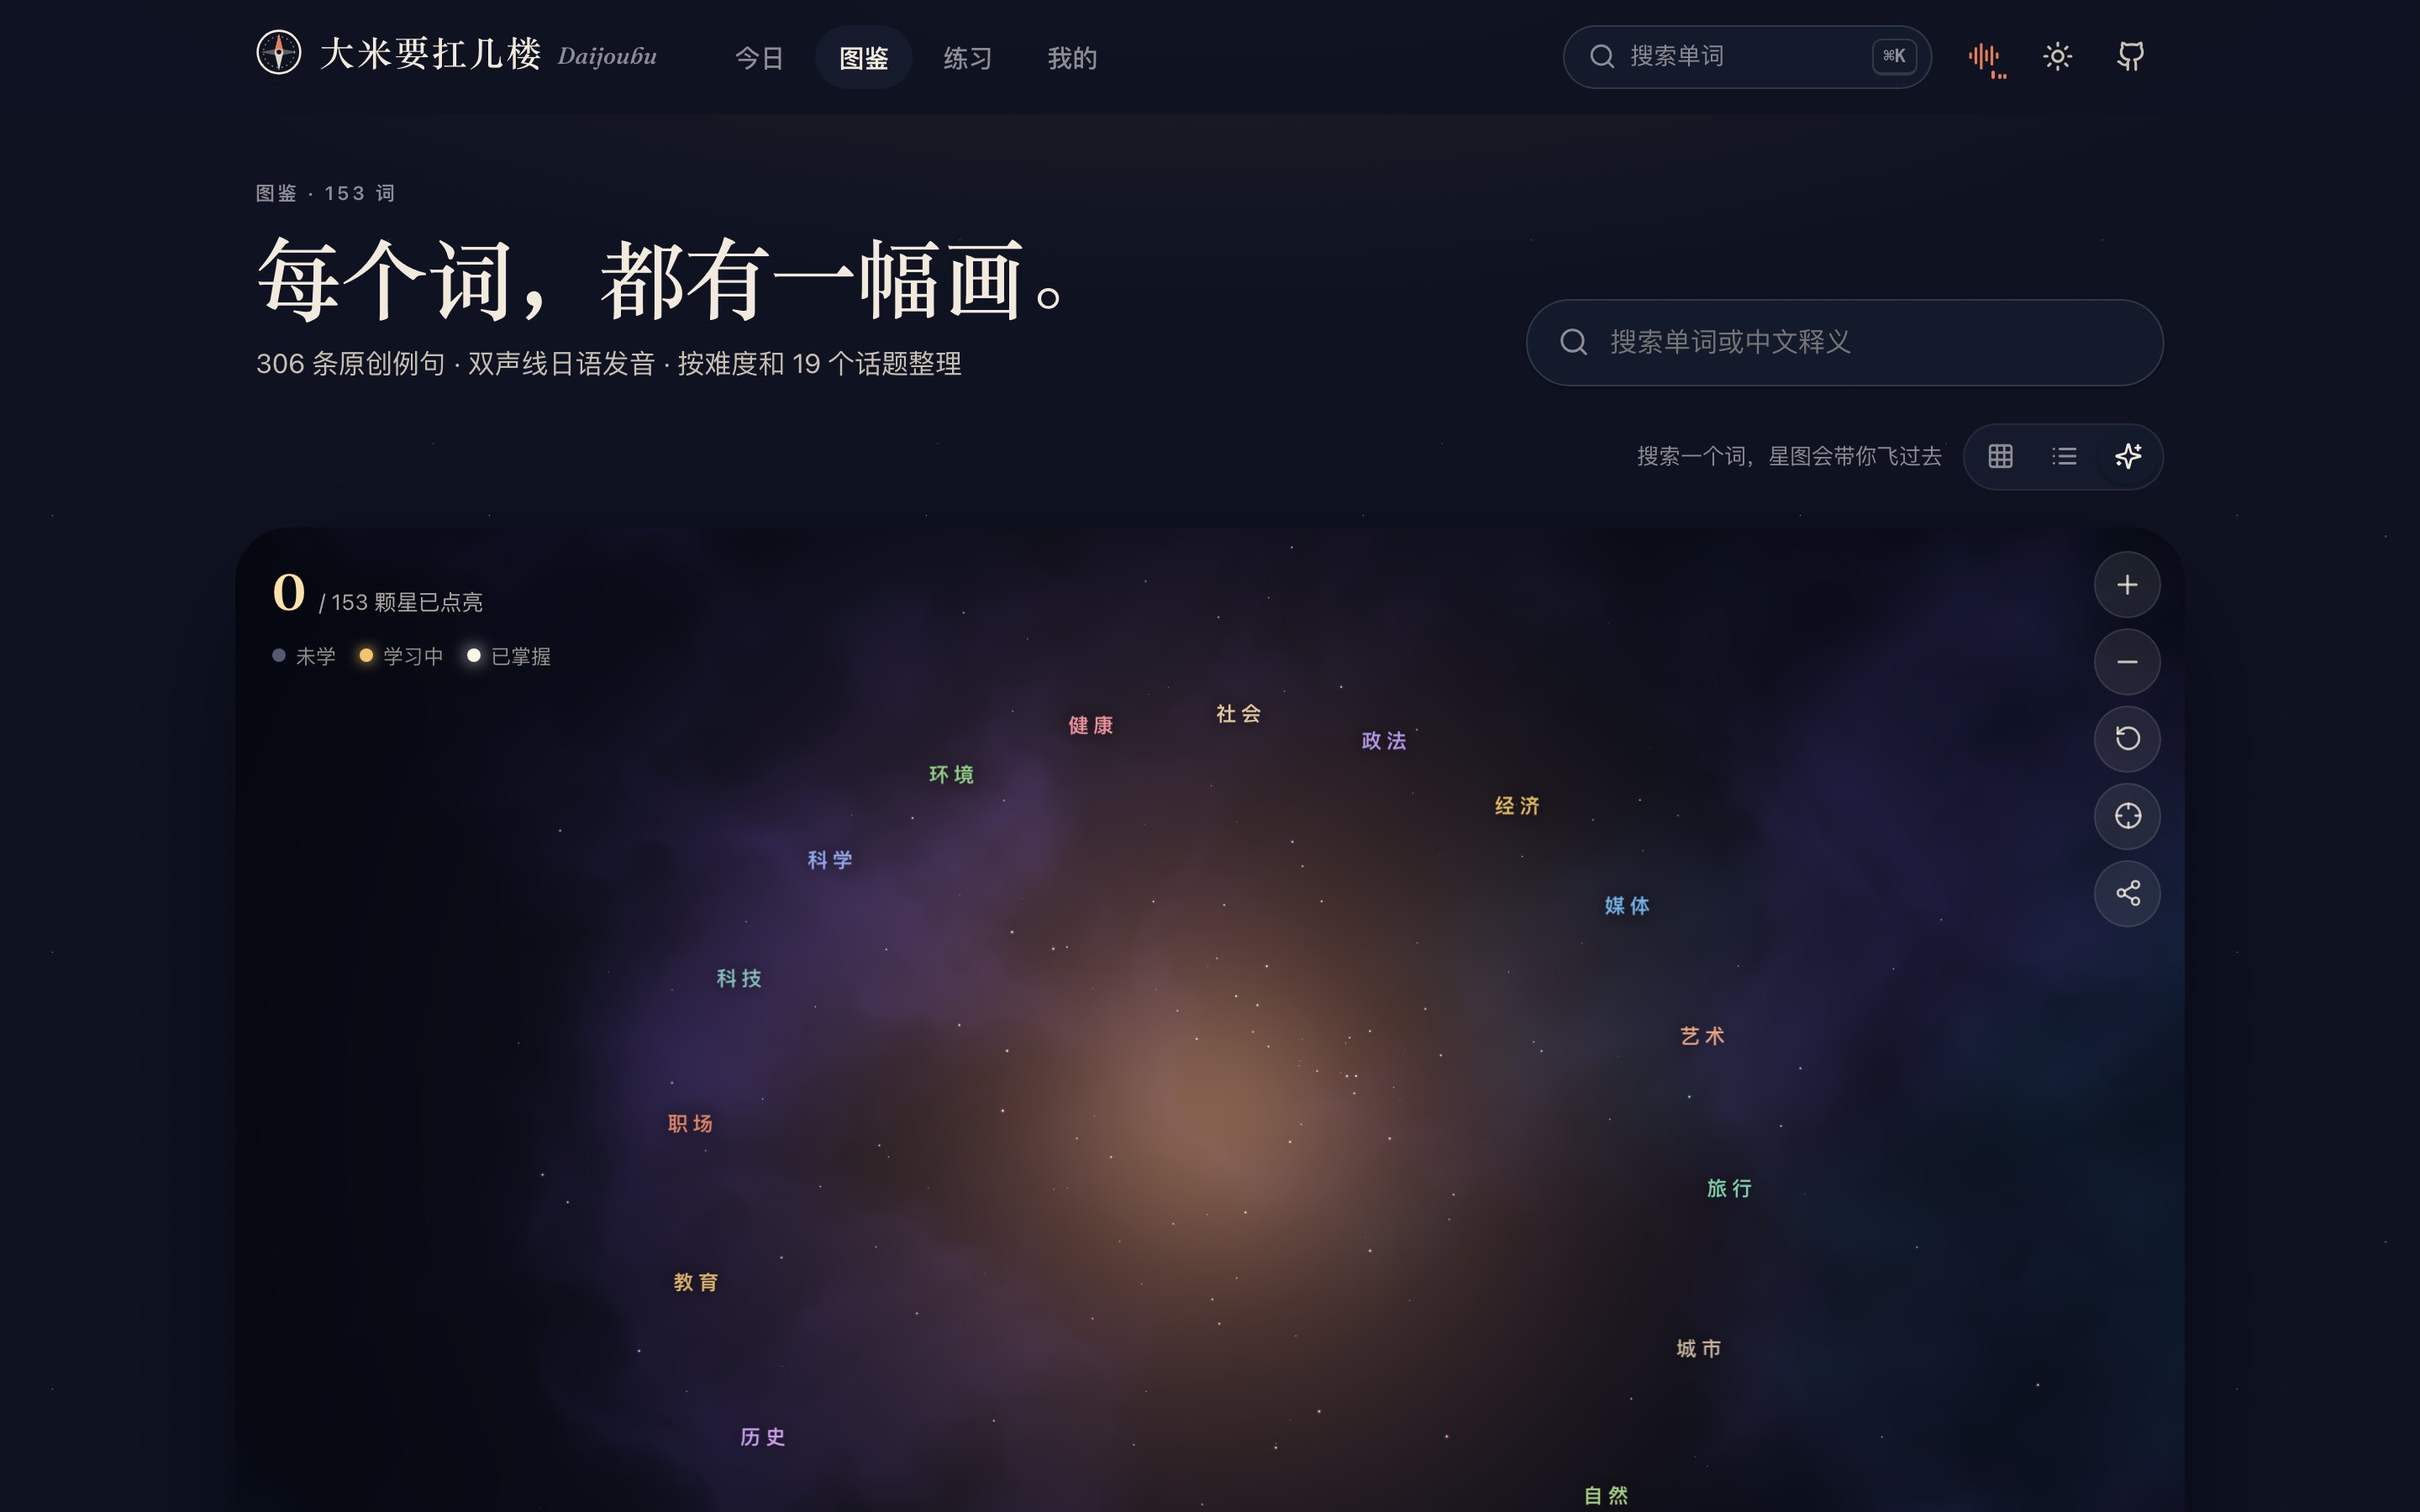 大米要扛几楼 Daijoubu 今日 图鉴 练习 我的 搜索单词 ⌘K
图鉴 · 153 词
每个词，都有一幅画。
306 条原创例句 · 双声线日语发音 · 按难度和 19 个话题整理
搜索单词或中文释义
搜索一个词，星图会带你飞过去
0 / 153 颗星已点亮
未学 学习中 已掌握
社会
健康
政法
环境
经济
科学
媒体
科技
艺术
职场
旅行
教育
城市
历史
自然